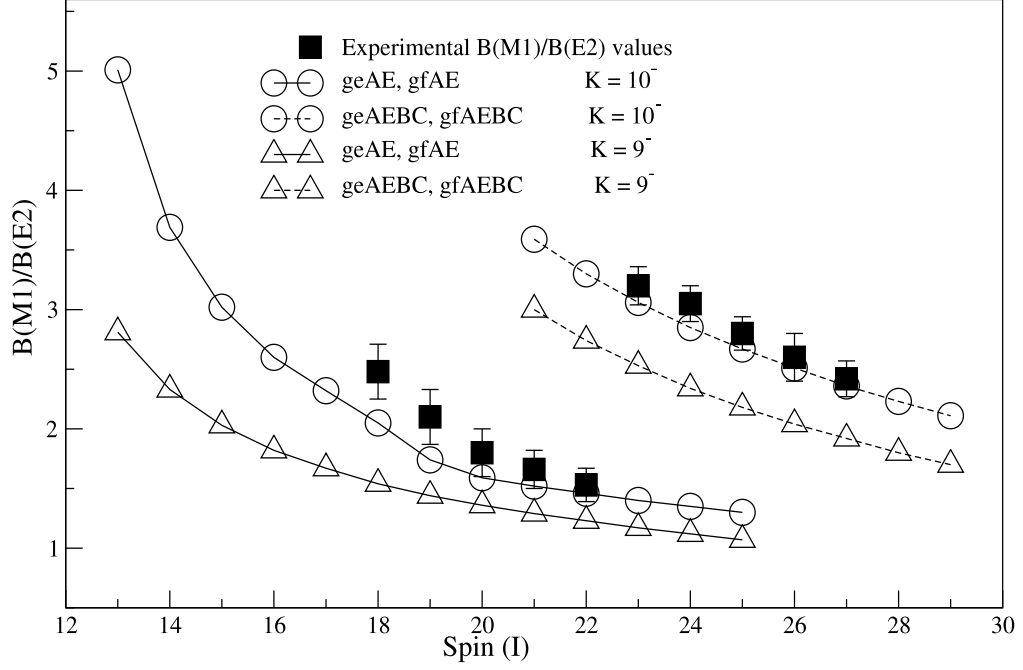 Experimental B(M1)/B(E2) values
geAE, gfAE K = 10⁻
geAEBC, gfAEBC K = 10⁻
geAE, gfAE K = 9⁻
geAEBC, gfAEBC K = 9⁻
B(M1)/B(E2)
5
4
3
2
1
12 14 16 18 20 22 24 26 28 30
Spin (I)